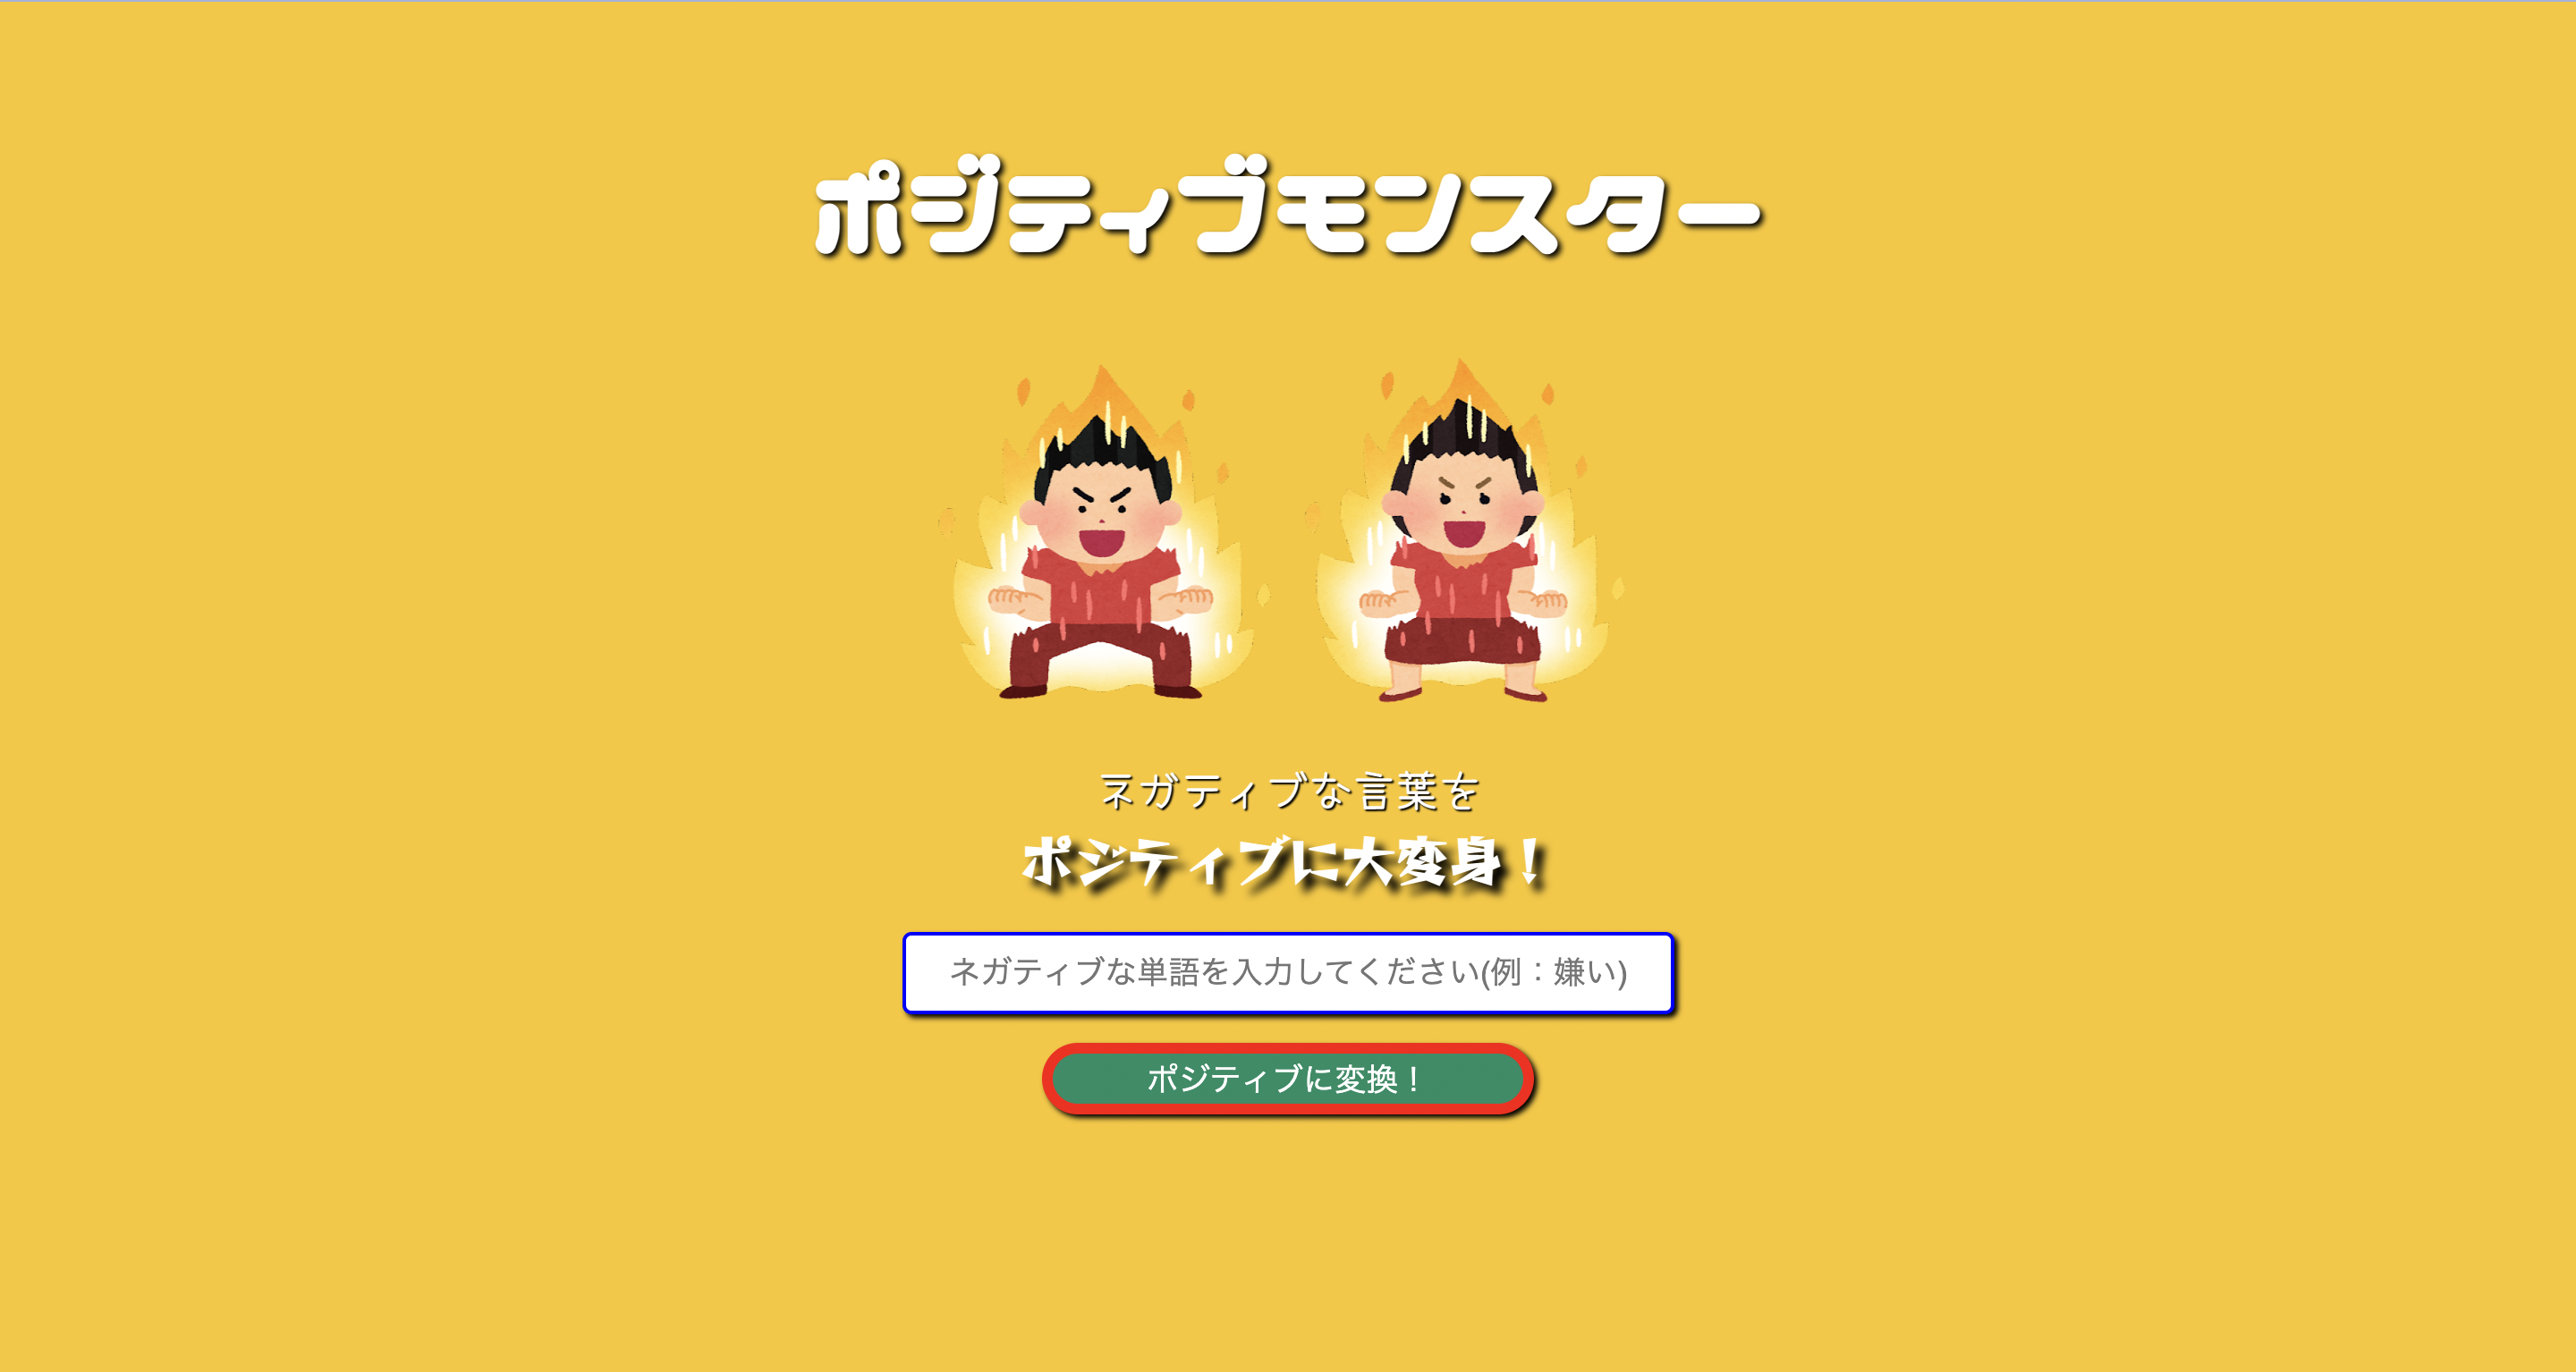 ポジティブモンスター
ネガティブな言葉を
ポジティブに大変身！
ネガティブな単語を入力してください(例：嫌い)
ポジティブに変換！